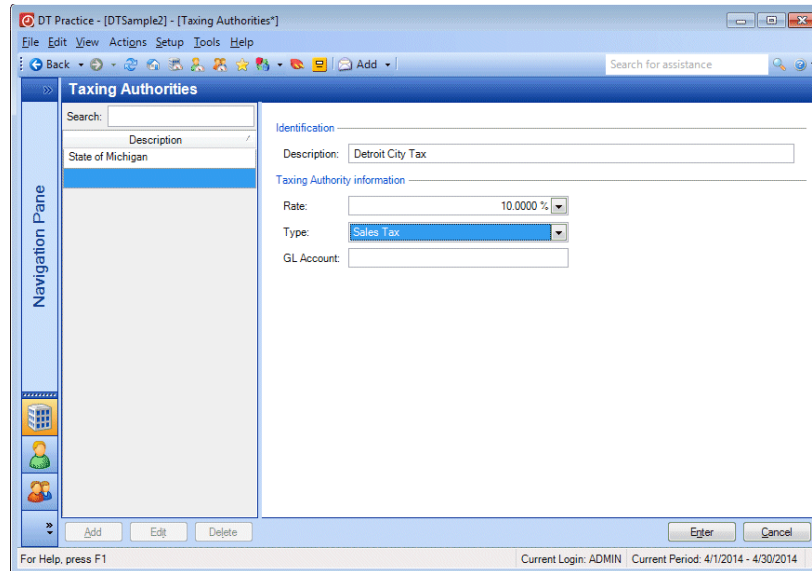 DT Practice - [DTSample2] - [Taxing Authorities*]
File Edit View Actions Setup Tools Help
Back Add Search for assistance
Taxing Authorities
Search:
Description
State of Michigan
Navigation Pane
Identification
Description: Detroit City Tax
Taxing Authority information
Rate: 10.0000 %
Type: Sales Tax
GL Account:
Add Edit Delete Enter Cancel
For Help, press F1 Current Login: ADMIN Current Period: 4/1/2014 - 4/30/2014